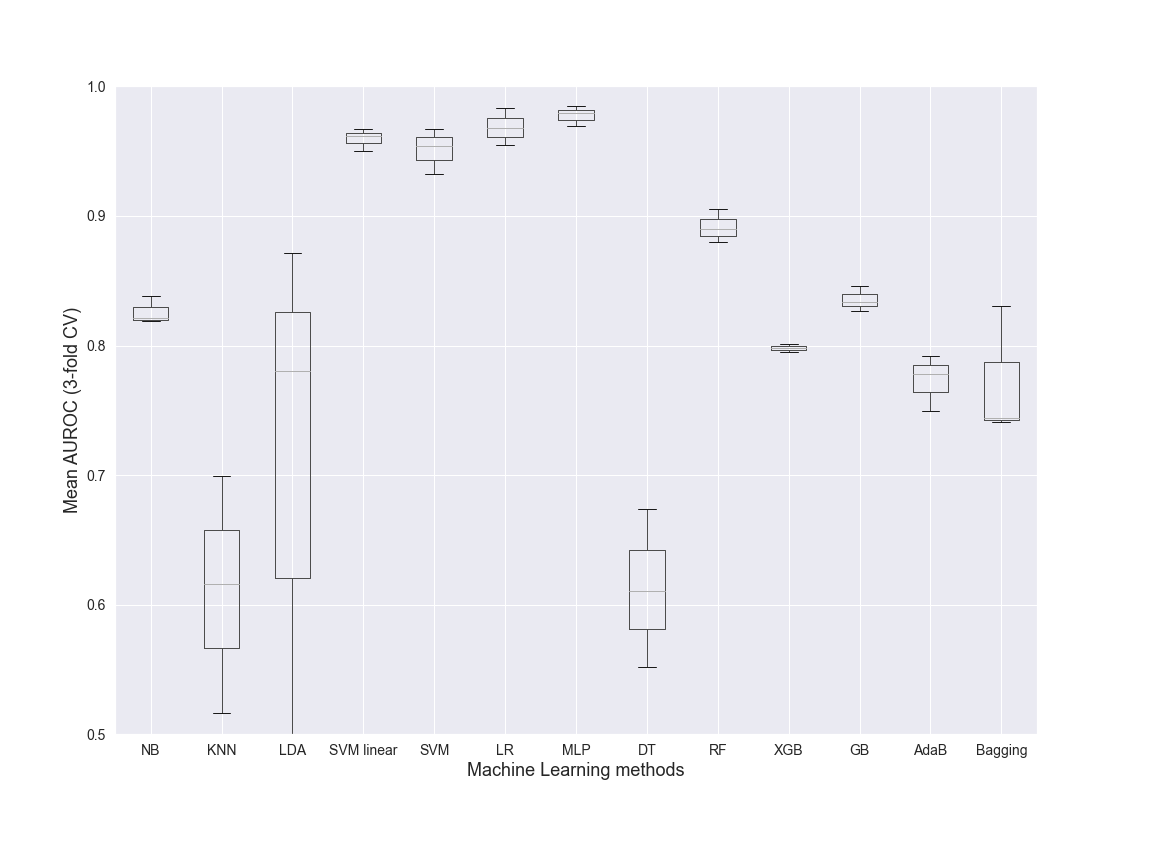 1.0
0.9
0.8
0.7
0.6
0.5
Mean AUROC (3-fold CV)
NB KNN LDA SVM linear SVM LR MLP DT RF XGB GB AdaB Bagging
Machine Learning methods